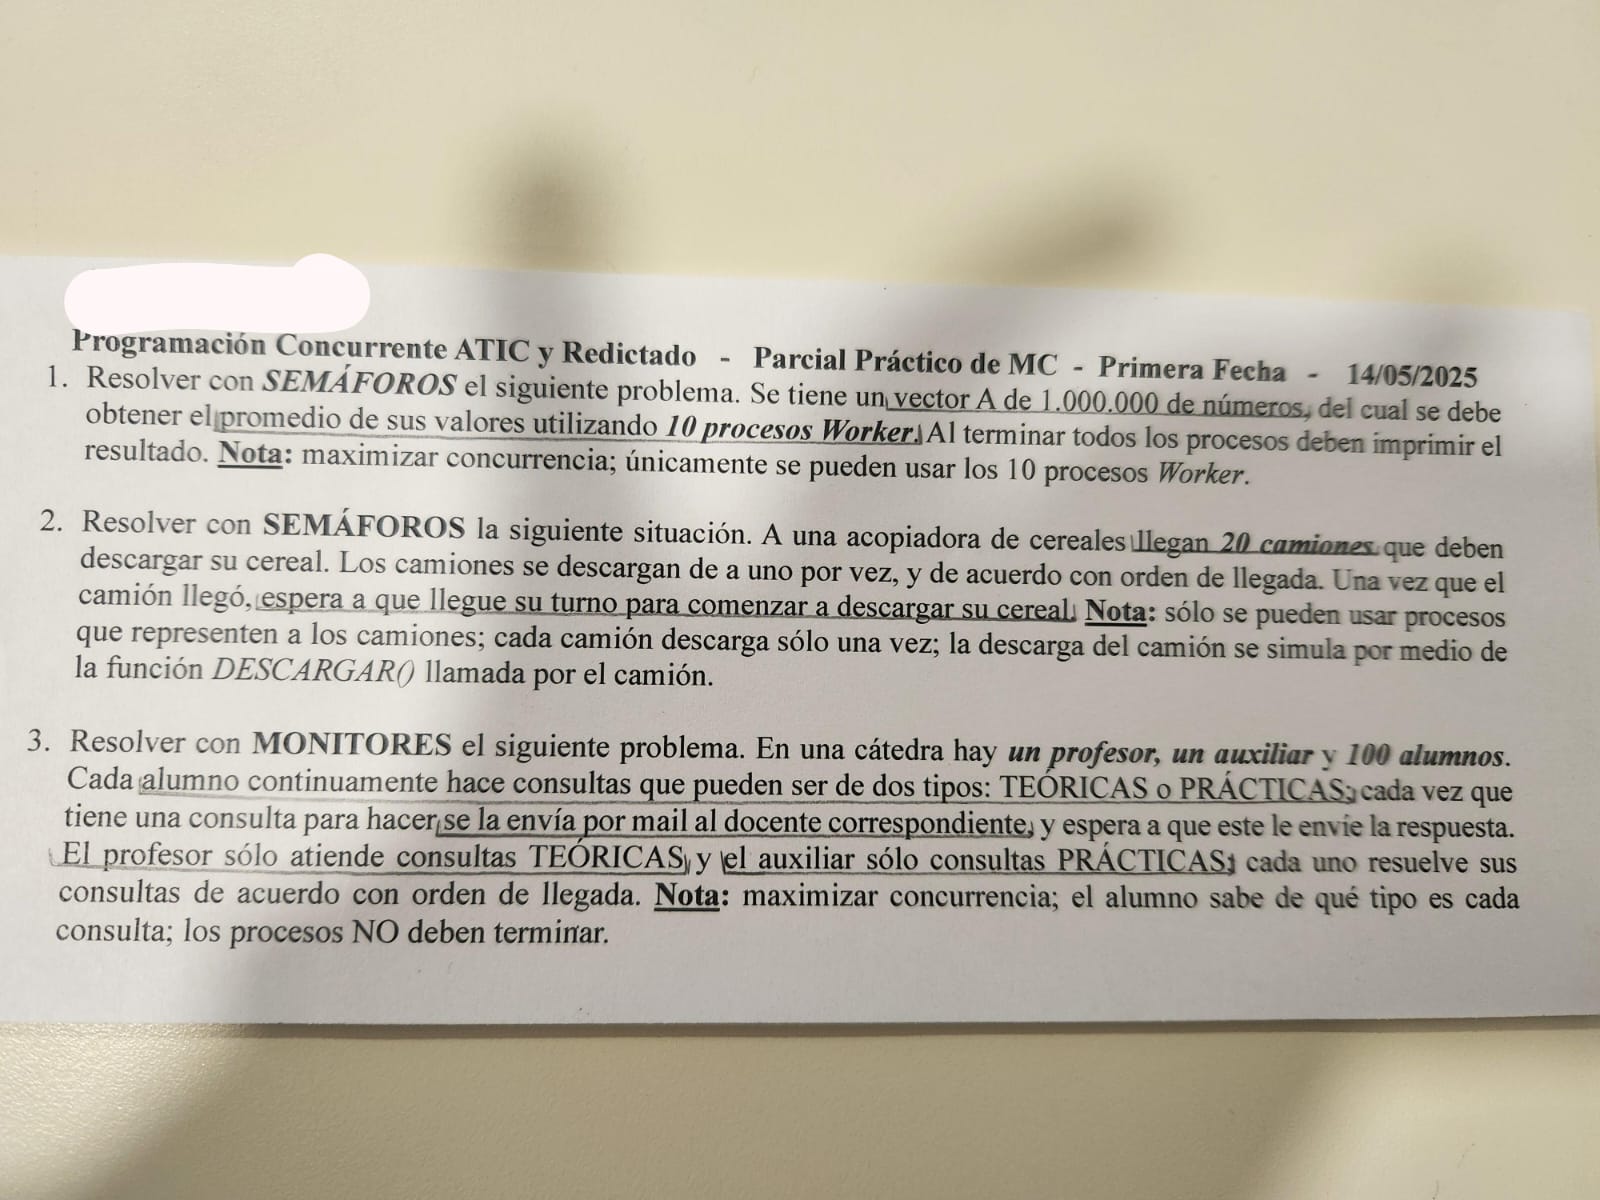 Programación Concurrente ATIC y Redictado - Parcial Práctico de MC - Primera Fecha - 14/05/2025
1. Resolver con SEMÁFOROS el siguiente problema. Se tiene un vector A de 1.000.000 de números, del cual se debe
obtener el promedio de sus valores utilizando 10 procesos Worker. Al terminar todos los procesos deben imprimir el
resultado. Nota: maximizar concurrencia; únicamente se pueden usar los 10 procesos Worker.
2. Resolver con SEMÁFOROS la siguiente situación. A una acopiadora de cereales llegan 20 camiones que deben
descargar su cereal. Los camiones se descargan de a uno por vez, y de acuerdo con orden de llegada. Una vez que el
camión llegó, espera a que llegue su turno para comenzar a descargar su cereal. Nota: sólo se pueden usar procesos
que representen a los camiones; cada camión descarga sólo una vez; la descarga del camión se simula por medio de
la función DESCARGAR() llamada por el camión.
3. Resolver con MONITORES el siguiente problema. En una cátedra hay un profesor, un auxiliar y 100 alumnos.
Cada alumno continuamente hace consultas que pueden ser de dos tipos: TEÓRICAS o PRÁCTICAS; cada vez que
tiene una consulta para hacer, se la envía por mail al docente correspondiente, y espera a que este le envíe la respuesta.
El profesor sólo atiende consultas TEÓRICAS, y el auxiliar sólo consultas PRÁCTICAS; cada uno resuelve sus
consultas de acuerdo con orden de llegada. Nota: maximizar concurrencia; el alumno sabe de qué tipo es cada
consulta; los procesos NO deben terminar.